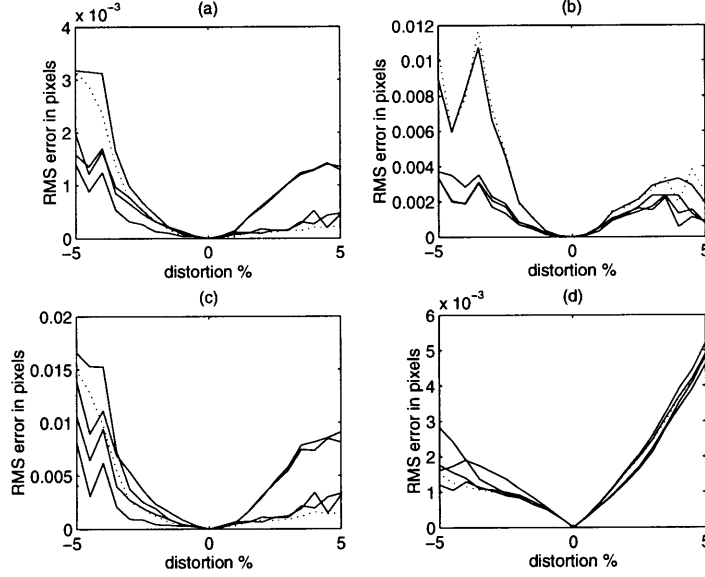 (a)
x 10⁻³
4
3
2
1
0
RMS error in pixels
-5
0
5
distortion %
(b)
0.012
0.01
0.008
0.006
0.004
0.002
0
RMS error in pixels
-5
0
5
distortion %
(c)
0.02
0.015
0.01
0.005
0
RMS error in pixels
-5
0
5
distortion %
(d)
x 10⁻³
6
5
4
3
2
1
0
RMS error in pixels
-5
0
5
distortion %